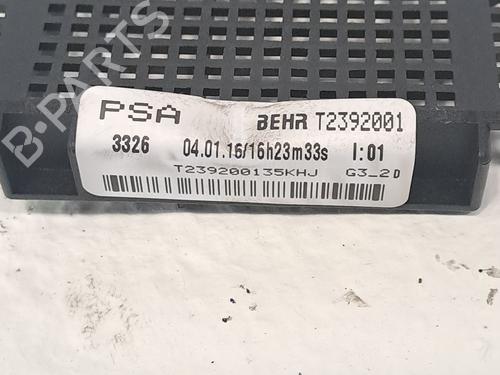 B-PARTS
PSA BEHR T2392001
3326 04.01.16/16h23m33s I:01
T239200135KHJ G3_2D